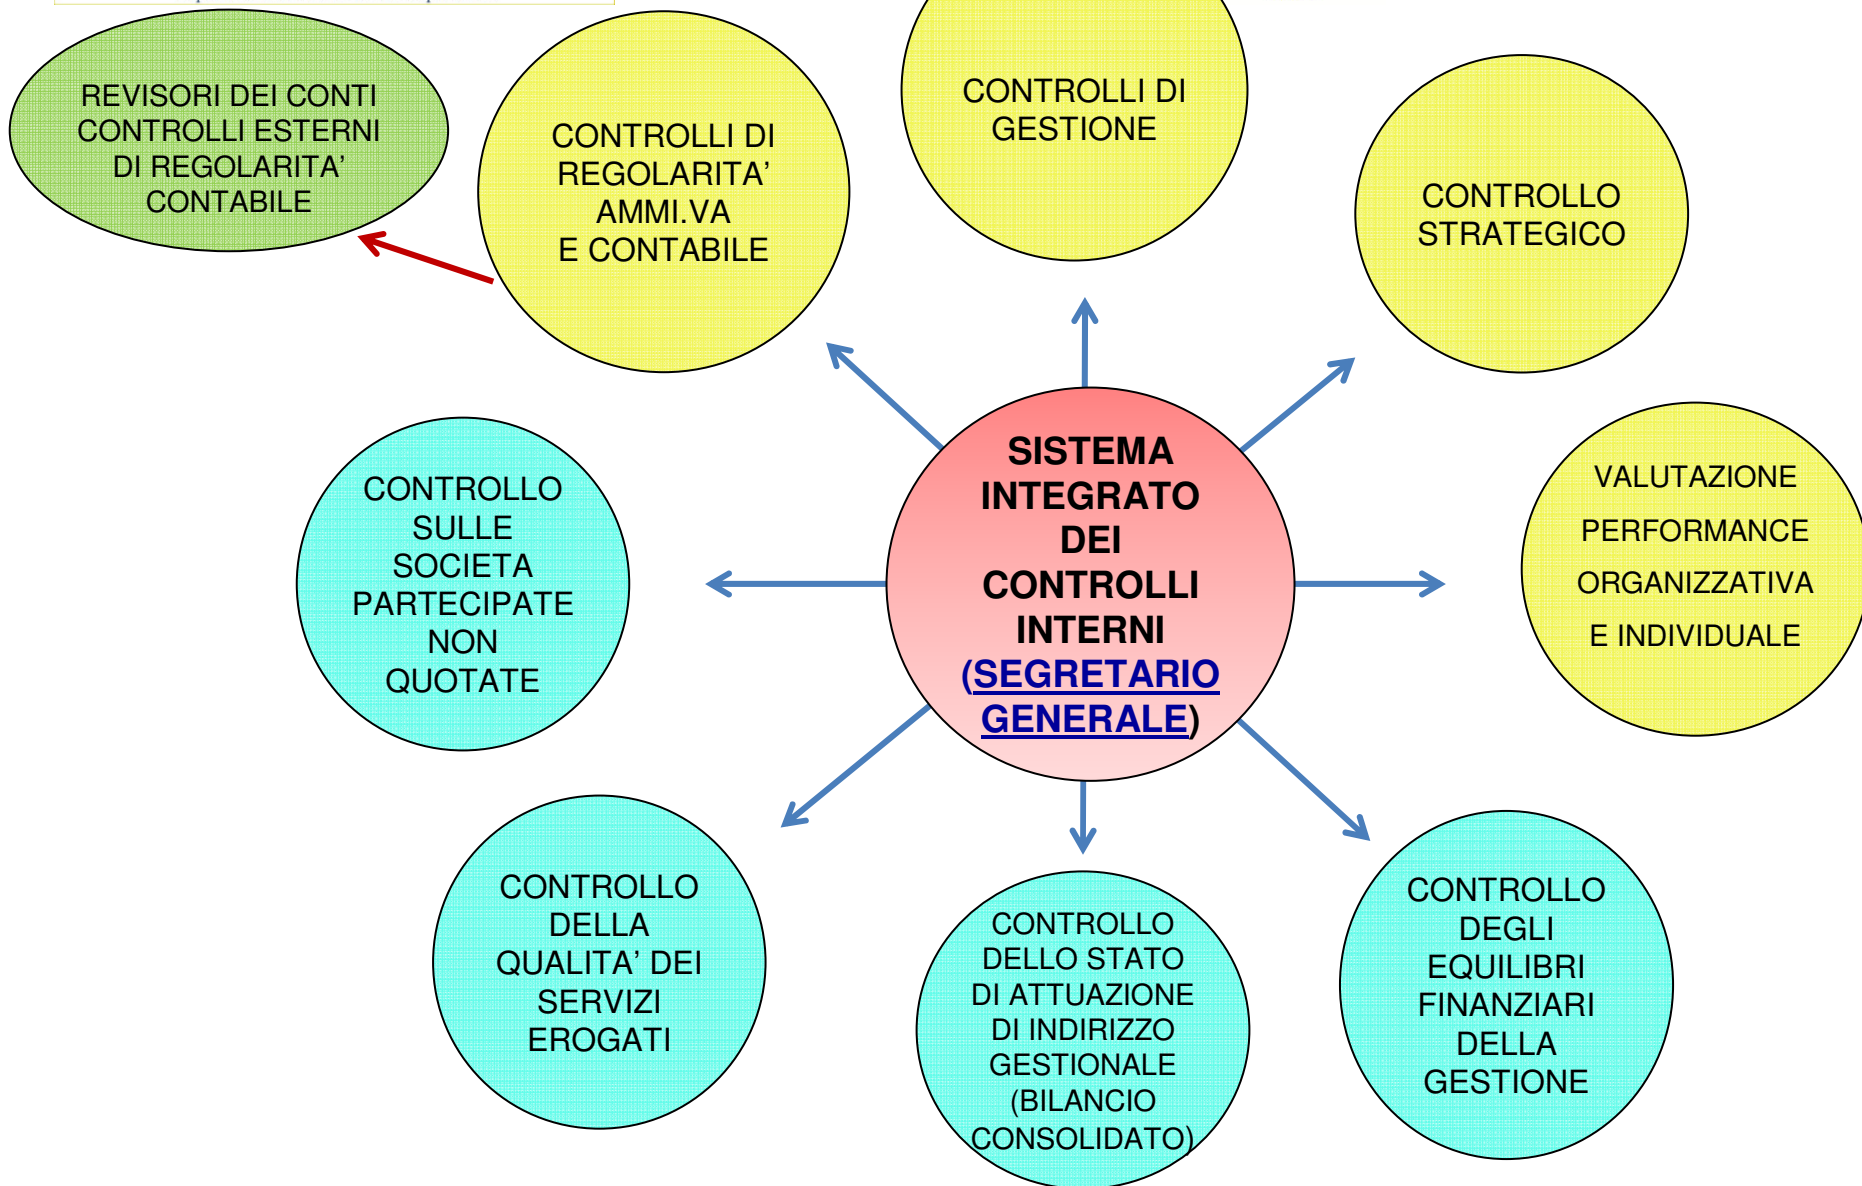 REVISORI DEI CONTI
CONTROLLI ESTERNI
DI REGOLARITA’
CONTABILE
CONTROLLI DI
REGOLARITA’
AMMI.VA
E CONTABILE
CONTROLLI DI
GESTIONE
CONTROLLO
STRATEGICO
VALUTAZIONE
PERFORMANCE
ORGANIZZATIVA
E INDIVIDUALE
SISTEMA
INTEGRATO
DEI
CONTROLLI
INTERNI
(SEGRETARIO
GENERALE)
CONTROLLO
SULLE
SOCIETA
PARTECIPATE
NON
QUOTATE
CONTROLLO
DELLA
QUALITA’ DEI
SERVIZI
EROGATI
CONTROLLO
DELLO STATO
DI ATTUAZIONE
DI INDIRIZZO
GESTIONALE
(BILANCIO
CONSOLIDATO)
CONTROLLO
DEGLI
EQUILIBRI
FINANZIARI
DELLA
GESTIONE